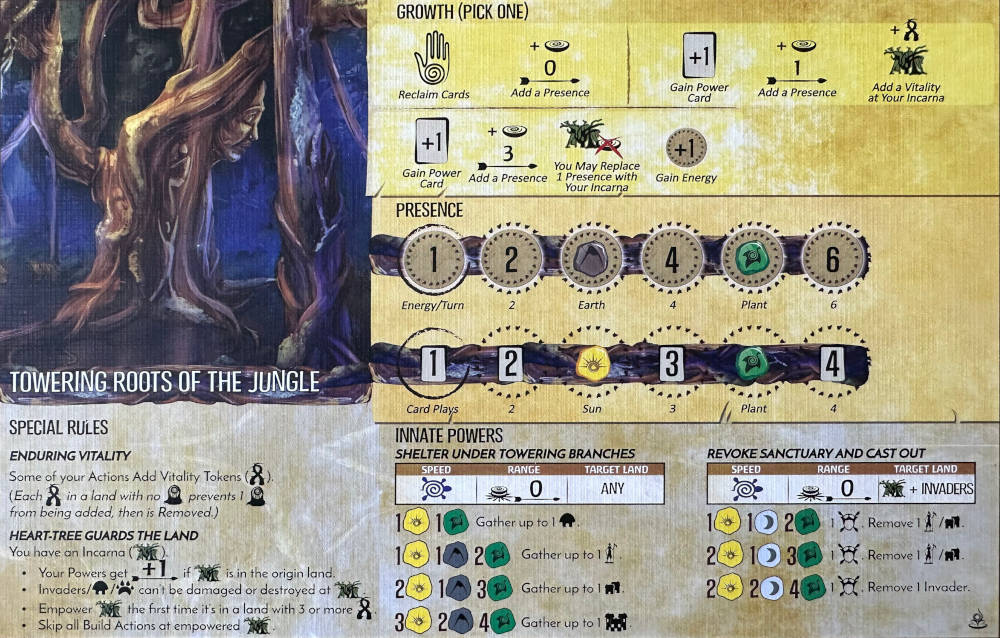 GROWTH (PICK ONE)
+
0
Reclaim Cards
Add a Presence
+1
Gain Power
Card
+
1
Add a Presence
+
Add a Vitality
at Your Incarna
+1
Gain Power
Card
+
3
Add a Presence
You May Replace
1 Presence with
Your Incarna
+1
Gain Energy
PRESENCE
1 2 4 6
Energy/Turn 2 Earth 4 Plant 6
1 2 3 4
Card Plays 2 Sun 3 Plant 4
TOWERING ROOTS OF THE JUNGLE
SPECIAL RULES
ENDURING VITALITY
Some of your Actions Add Vitality Tokens ( ).
(Each in a land with no prevents 1
from being added, then is Removed.)
HEART-TREE GUARDS THE LAND
You have an Incarna ( ).
• Your Powers get +1 if is in the origin land.
• Invaders/ / can't be damaged or destroyed at .
• Empower the first time it's in a land with 3 or more .
• Skip all Build Actions at empowered .
INNATE POWERS
SHELTER UNDER TOWERING BRANCHES
SPEED RANGE TARGET LAND
0 ANY
1 1 Gather up to 1 .
1 1 2 Gather up to 1 .
2 1 3 Gather up to 1 .
3 2 4 Gather up to 1 .
REVOKE SANCTUARY AND CAST OUT
SPEED RANGE TARGET LAND
0 + INVADERS
1 1 2 1 . Remove 1 / .
2 1 3 1 . Remove 1 / .
2 2 4 1 . Remove 1 Invader.